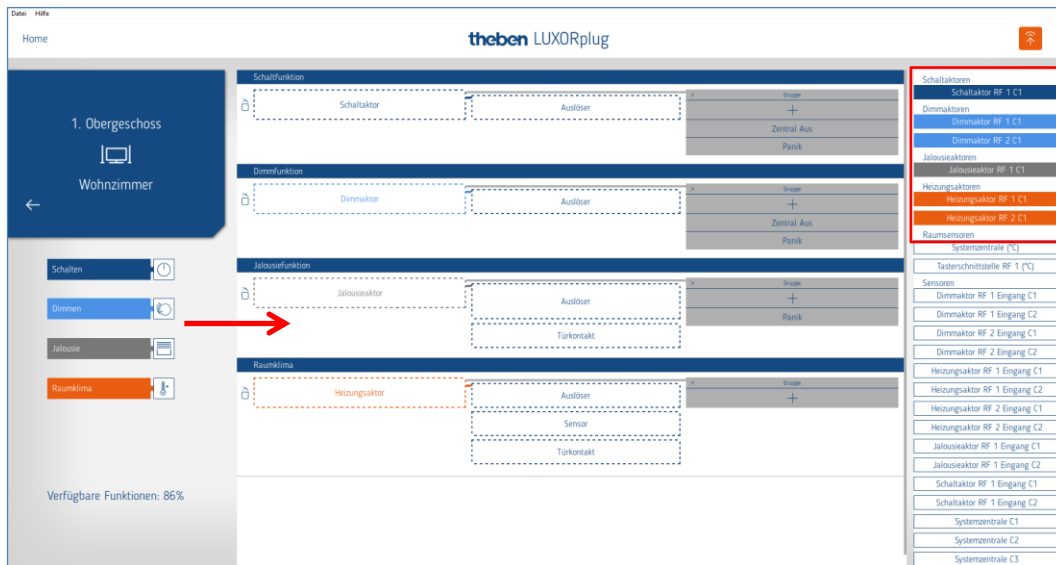 Datei Hilfe
Home
theben LUXORplug
1. Obergeschoss
Wohnzimmer
Schalten
Dimmen
Jalousie
Raumklima
Verfügbare Funktionen: 86%
Schaltfunktion
Schaltaktor
Auslöser
> Gruppe
+
Zentral Aus
Panik
Dimmfunktion
Dimmaktor
Auslöser
> Gruppe
+
Zentral Aus
Panik
Jalousiefunktion
Jalousieaktor
Auslöser
Türkontakt
> Gruppe
+
Panik
Raumklima
Heizungsaktor
Auslöser
Sensor
Türkontakt
> Gruppe
+
Schaltaktoren
Schaltaktor RF 1 C1
Dimmaktoren
Dimmaktor RF 1 C1
Dimmaktor RF 2 C1
Jalousieaktoren
Jalousieaktor RF 1 C1
Heizungsaktoren
Heizungsaktor RF 1 C1
Heizungsaktor RF 2 C1
Raumsensoren
Systemzentrale (°C)
Tasterschnittstelle RF 1 (°C)
Sensoren
Dimmaktor RF 1 Eingang C1
Dimmaktor RF 1 Eingang C2
Dimmaktor RF 2 Eingang C1
Dimmaktor RF 2 Eingang C2
Heizungsaktor RF 1 Eingang C1
Heizungsaktor RF 1 Eingang C2
Heizungsaktor RF 2 Eingang C1
Heizungsaktor RF 2 Eingang C2
Jalousieaktor RF 1 Eingang C1
Jalousieaktor RF 1 Eingang C2
Schaltaktor RF 1 Eingang C1
Schaltaktor RF 1 Eingang C2
Systemzentrale C1
Systemzentrale C2
Systemzentrale C3